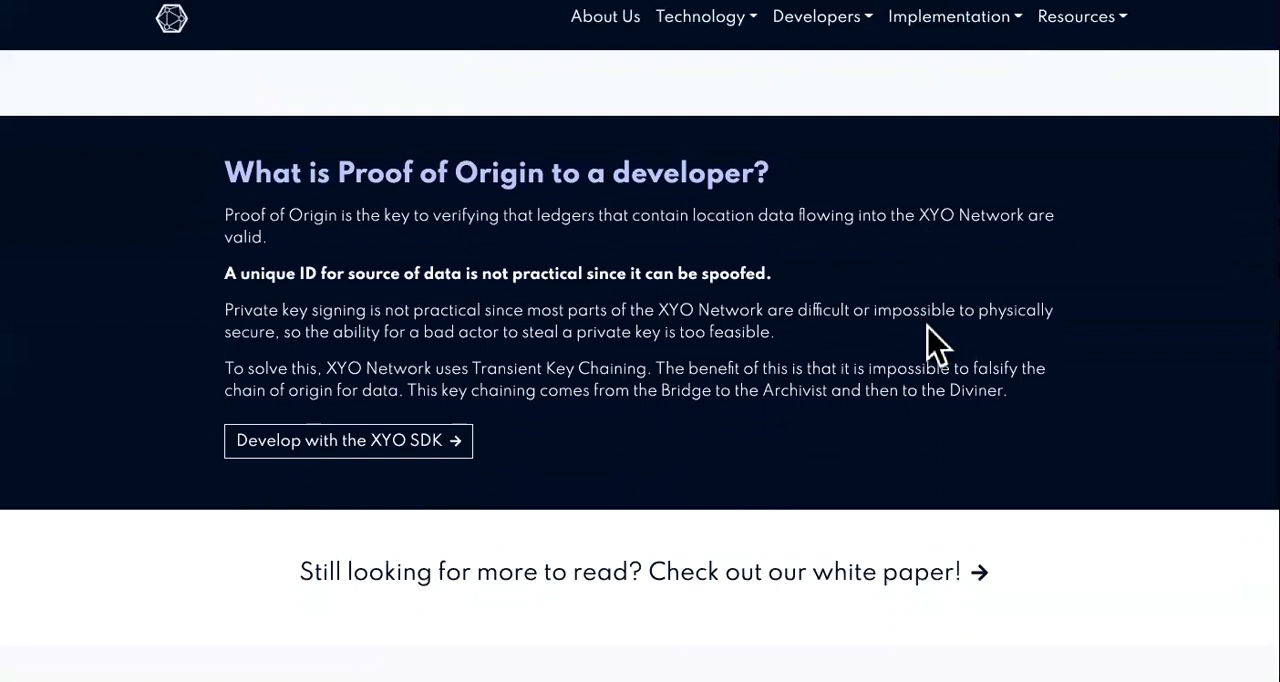 About Us Technology Developers Implementation Resources
What is Proof of Origin to a developer?
Proof of Origin is the key to verifying that ledgers that contain location data flowing into the XYO Network are
valid.
A unique ID for source of data is not practical since it can be spoofed.
Private key signing is not practical since most parts of the XYO Network are difficult or impossible to physically
secure, so the ability for a bad actor to steal a private key is too feasible.
To solve this, XYO Network uses Transient Key Chaining. The benefit of this is that it is impossible to falsify the
chain of origin for data. This key chaining comes from the Bridge to the Archivist and then to the Diviner.
Develop with the XYO SDK →
Still looking for more to read? Check out our white paper! →